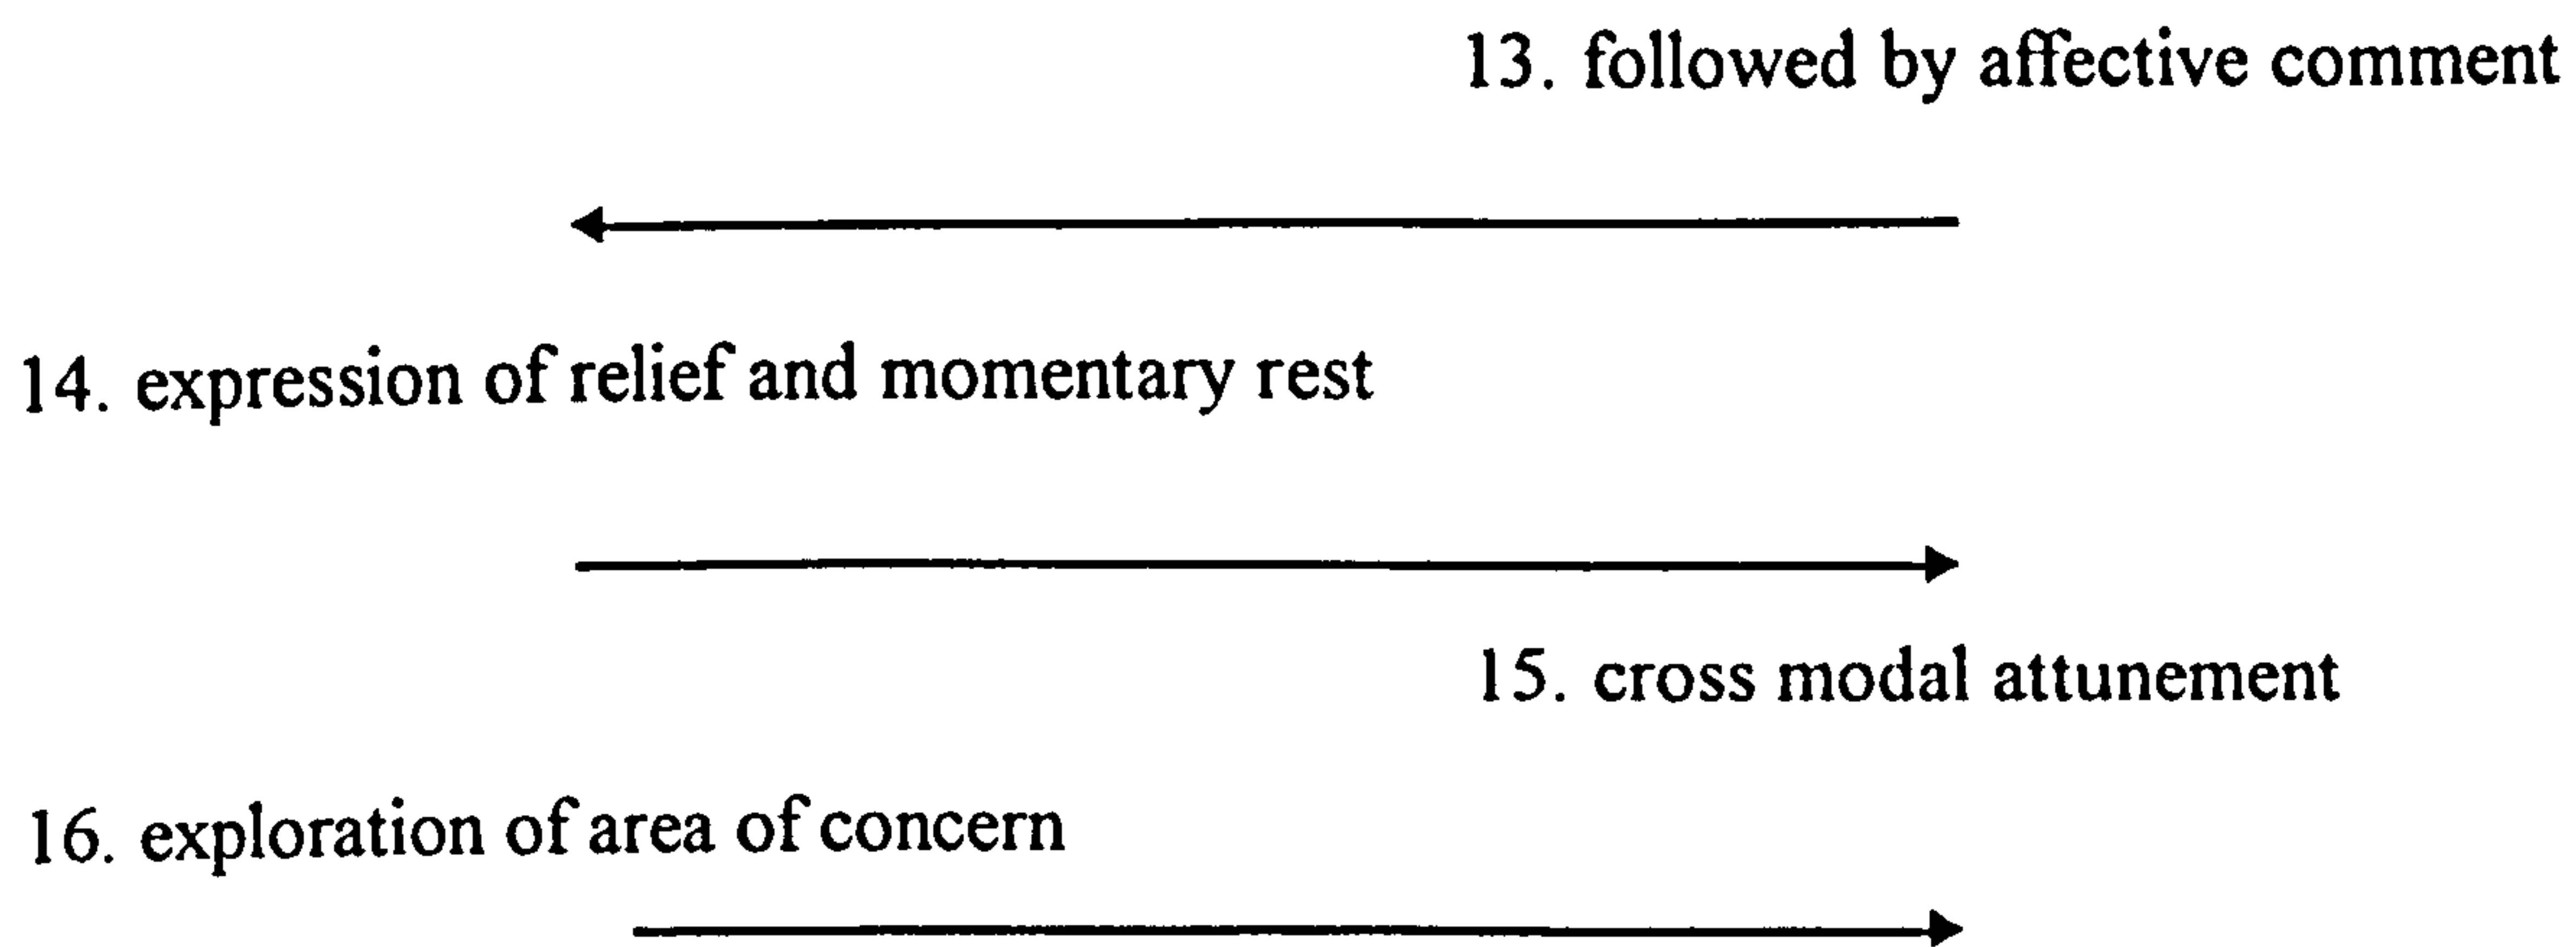 13. followed by affective comment
14. expression of relief and momentary rest
15. cross modal attunement
16. exploration of area of concern